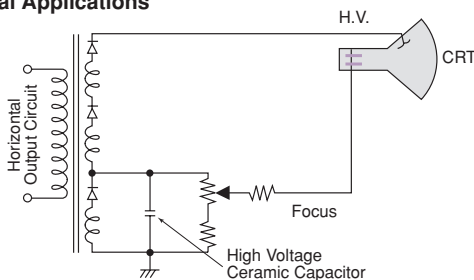 al Applications
H.V.
CRT
Horizontal
Output Circuit
Focus
High Voltage
Ceramic Capacitor